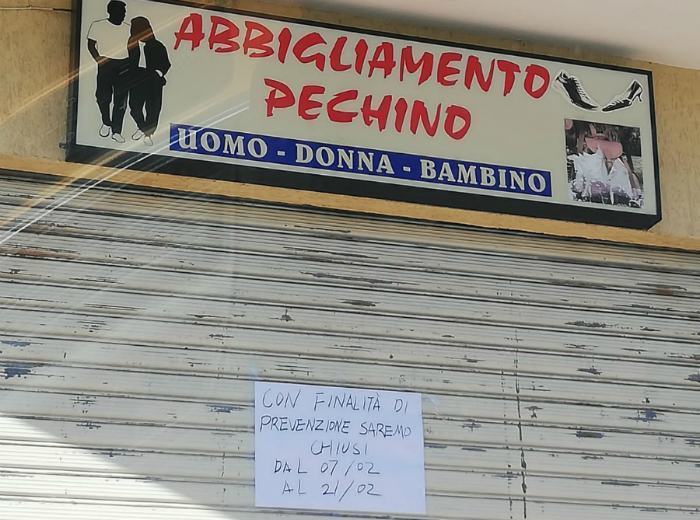 ABBIGLIAMENTO
PECHINO
UOMO - DONNA - BAMBINO
CON FINALITÀ DI
PREVENZIONE SAREMO
CHIUSI
DAL 07/02
AL 21/02